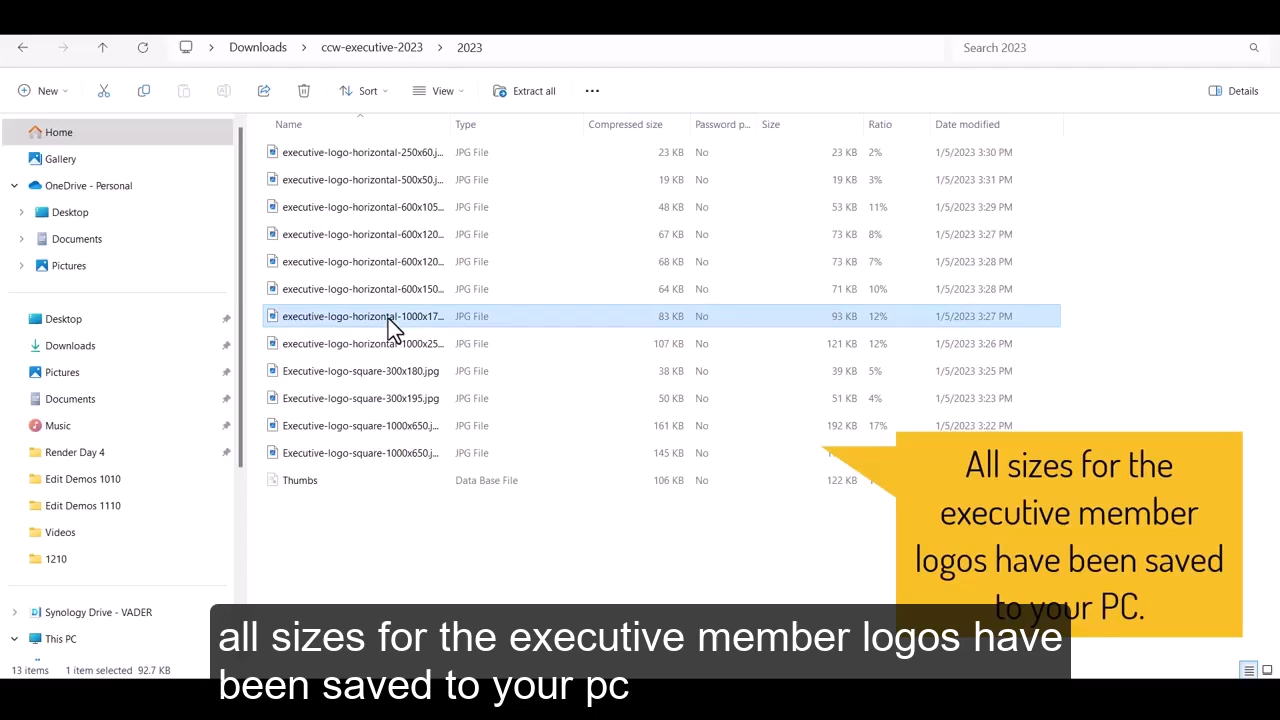 Downloads > ccw-executive-2023 > 2023
Search 2023
New
Sort
View
Extract all
...
Details
Home
Gallery
OneDrive - Personal
Desktop
Documents
Pictures
Desktop
Downloads
Pictures
Documents
Music
Render Day 4
Edit Demos 1010
Edit Demos 1110
Videos
1210
Synology Drive - VADER
This PC
Name Type Compressed size Password p... Size Ratio Date modified
executive-logo-horizontal-250x60.j... JPG File 23 KB No 23 KB 2% 1/5/2023 3:30 PM
executive-logo-horizontal-500x50.j... JPG File 19 KB No 19 KB 3% 1/5/2023 3:31 PM
executive-logo-horizontal-600x105... JPG File 48 KB No 53 KB 11% 1/5/2023 3:29 PM
executive-logo-horizontal-600x120... JPG File 67 KB No 73 KB 8% 1/5/2023 3:27 PM
executive-logo-horizontal-600x120... JPG File 68 KB No 73 KB 7% 1/5/2023 3:28 PM
executive-logo-horizontal-600x150... JPG File 64 KB No 71 KB 10% 1/5/2023 3:28 PM
executive-logo-horizontal-1000x17... JPG File 83 KB No 93 KB 12% 1/5/2023 3:27 PM
executive-logo-horizontal-1000x25... JPG File 107 KB No 121 KB 12% 1/5/2023 3:26 PM
Executive-logo-square-300x180.jpg JPG File 38 KB No 39 KB 5% 1/5/2023 3:25 PM
Executive-logo-square-300x195.jpg JPG File 50 KB No 51 KB 4% 1/5/2023 3:23 PM
Executive-logo-square-1000x650.j... JPG File 161 KB No 192 KB 17% 1/5/2023 3:22 PM
Executive-logo-square-1000x650.j... JPG File 145 KB No
Thumbs Data Base File 106 KB No 122 KB
All sizes for the
executive member
logos have been saved
to your PC.
all sizes for the executive member logos have
been saved to your pc
13 items 1 item selected 92.7 KB